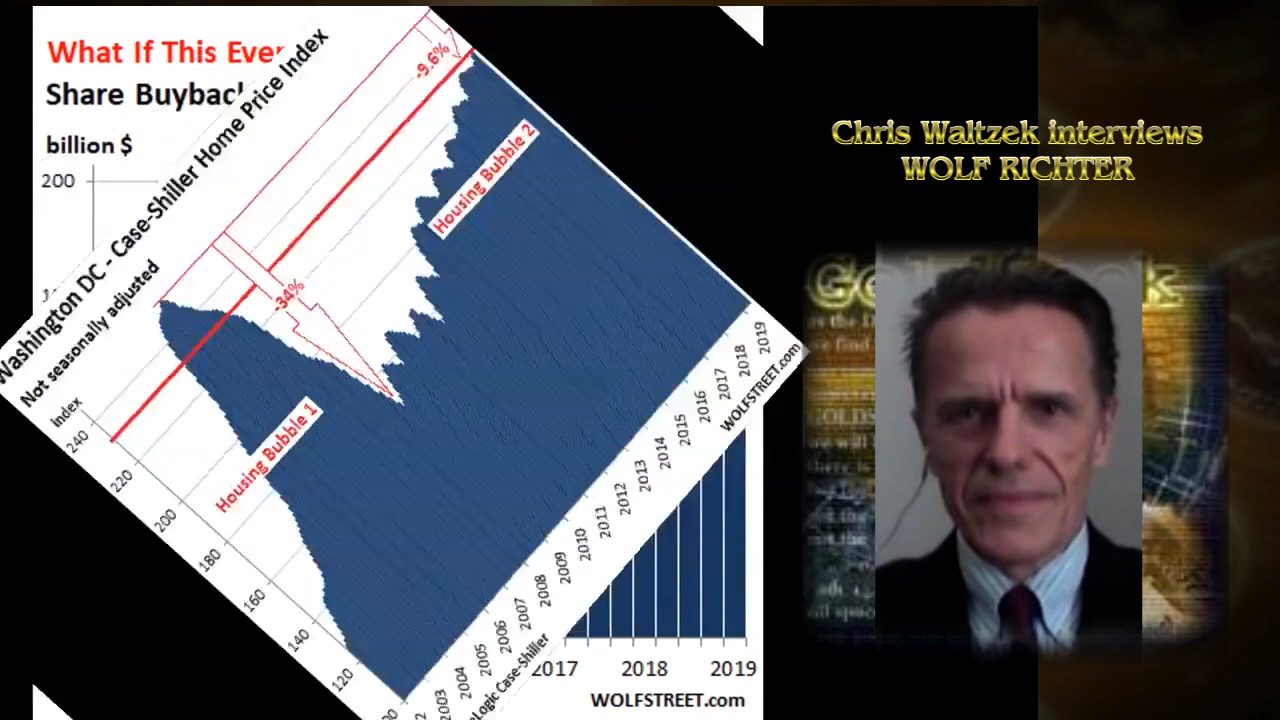 What If This Ever
Share Buyback
billion $
200
Washington DC - Case-Shiller Home Price Index
Not seasonally adjusted
Index
240
220
200
180
160
140
120
-9.6%
-34%
Housing Bubble 1
Housing Bubble 2
2003
2004
2005
2006
2007
2008
2009
2010
2011
2012
2013
2014
2015
2016
2017
2018
2019
WOLFSTREET.com
Logic Case-Shiller
2017
2018
2019
WOLFSTREET.com
Chris Waltzek interviews
WOLF RICHTER